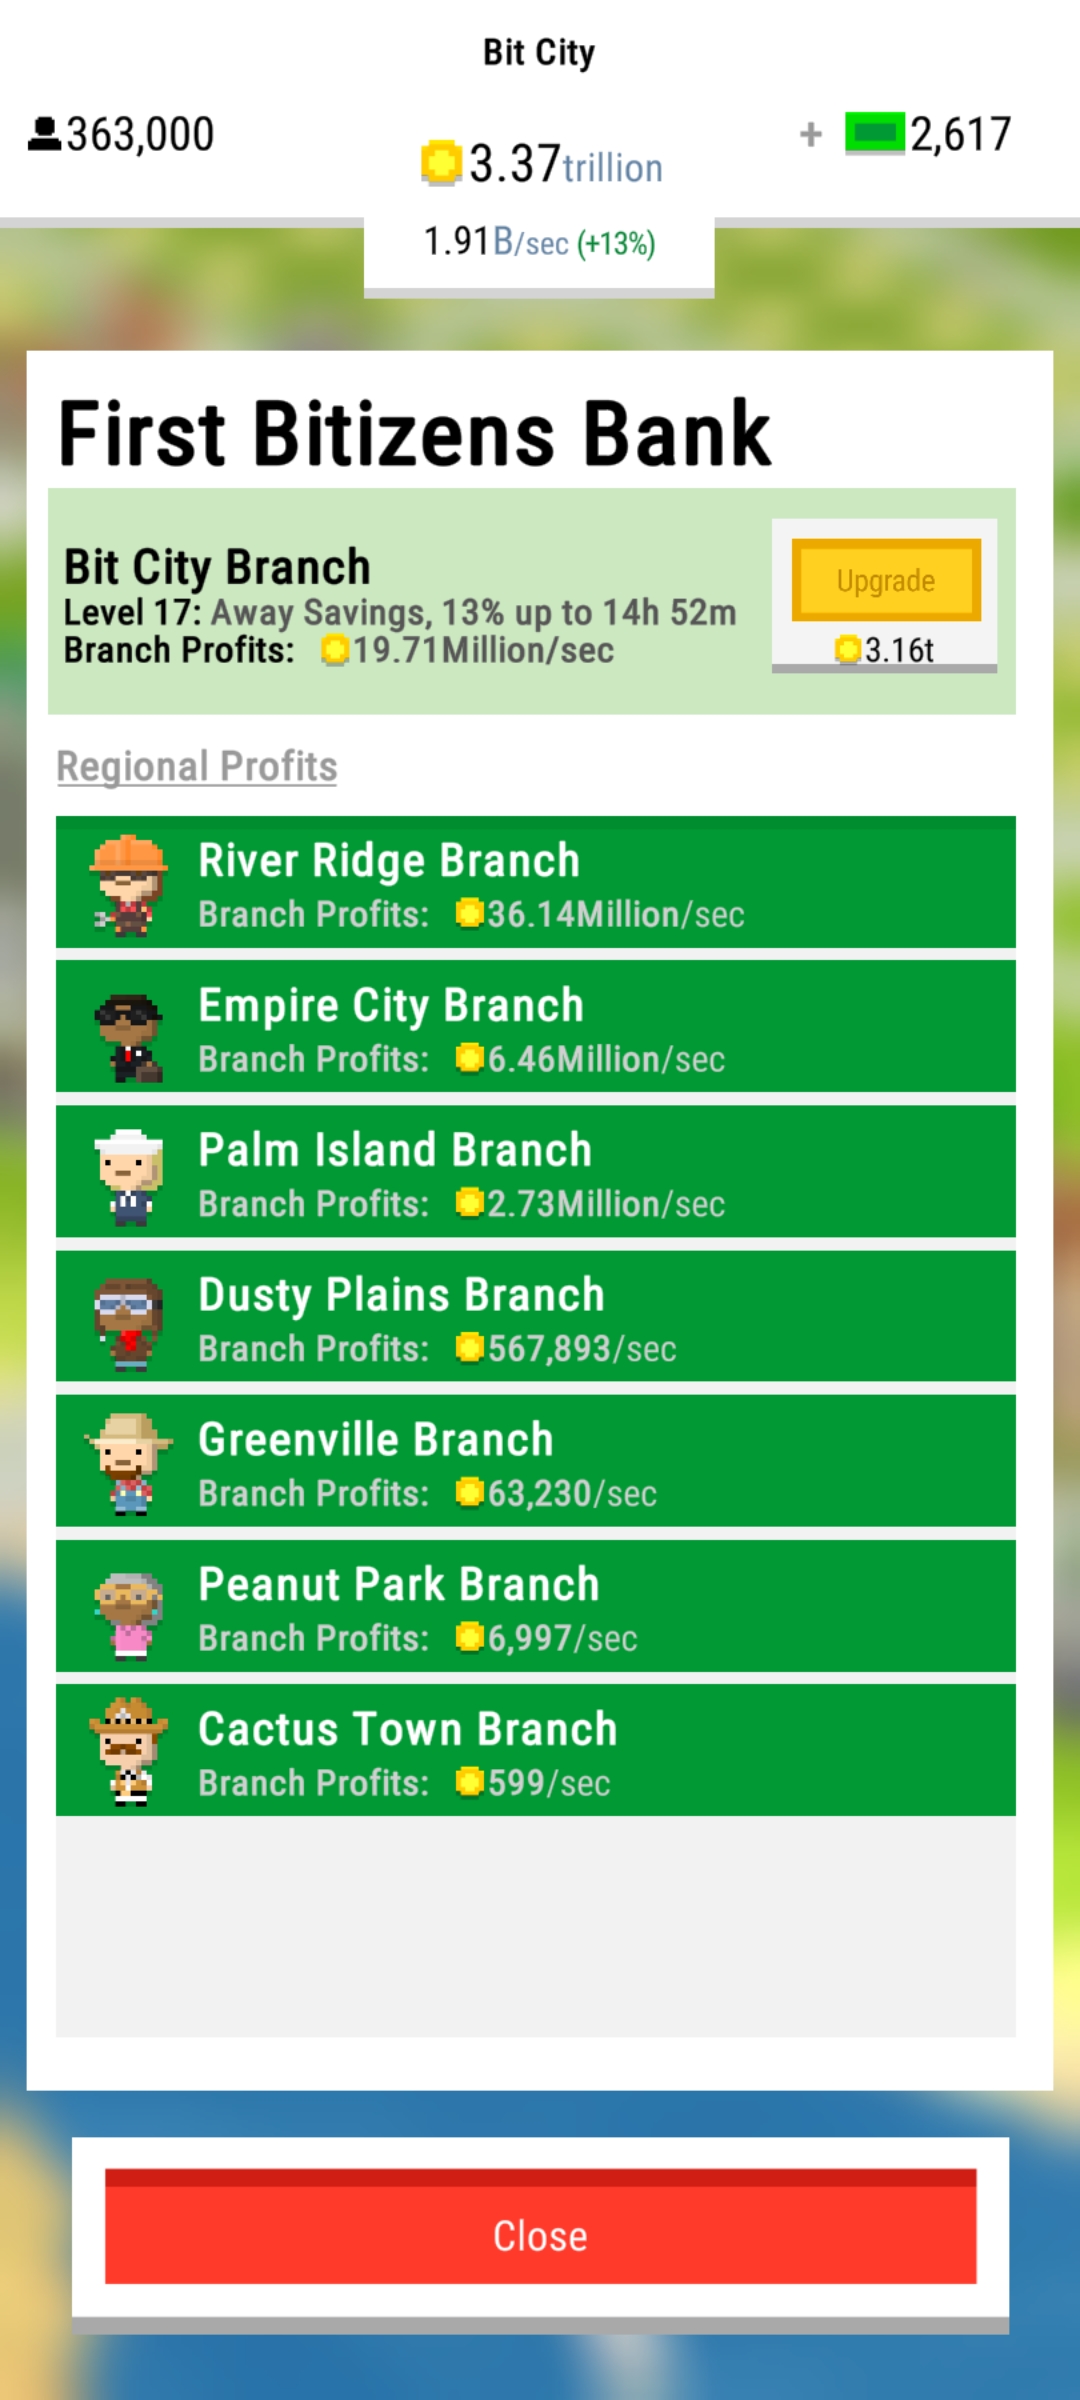 Bit City
363,000
3.37trillion
+ 2,617
1.91B/sec (+13%)
First Bitizens Bank
Bit City Branch
Level 17: Away Savings, 13% up to 14h 52m
Branch Profits: 19.71Million/sec
Upgrade
3.16t
Regional Profits
River Ridge Branch
Branch Profits: 36.14Million/sec
Empire City Branch
Branch Profits: 6.46Million/sec
Palm Island Branch
Branch Profits: 2.73Million/sec
Dusty Plains Branch
Branch Profits: 567,893/sec
Greenville Branch
Branch Profits: 63,230/sec
Peanut Park Branch
Branch Profits: 6,997/sec
Cactus Town Branch
Branch Profits: 599/sec
Close